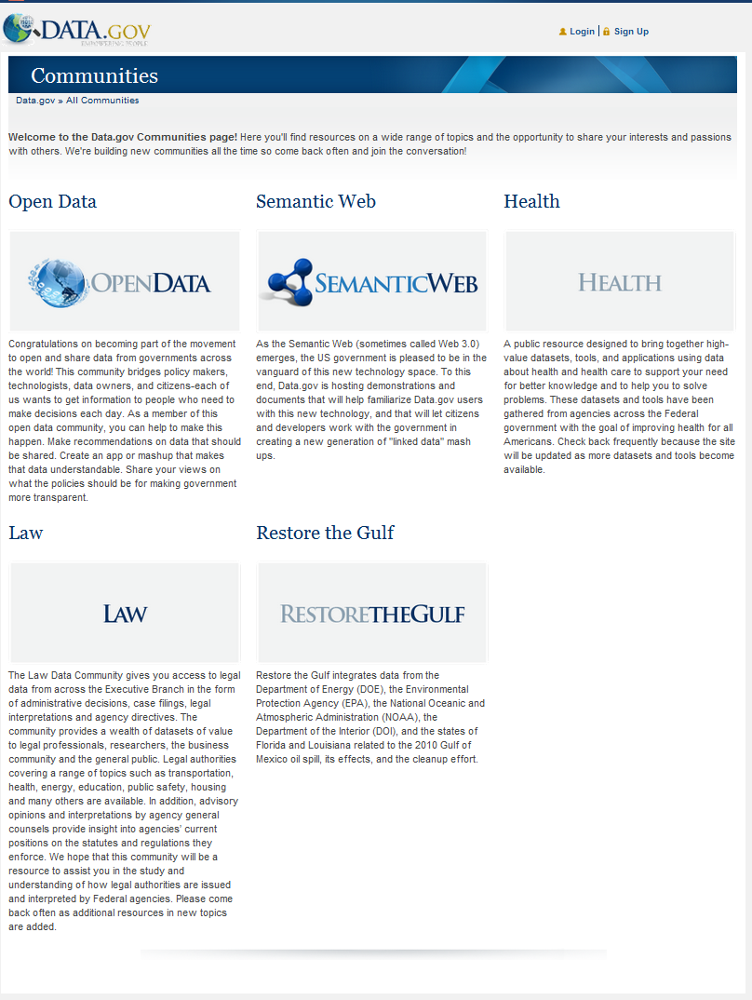 DATA.GOV
EMPOWERING PEOPLE
Login | Sign Up
Communities
Data.gov » All Communities
Welcome to the Data.gov Communities page! Here you'll find resources on a wide range of topics and the opportunity to share your interests and passions
with others. We're building new communities all the time so come back often and join the conversation!
Open Data
OPENDATA
Congratulations on becoming part of the movement
to open and share data from governments across
the world! This community bridges policy makers,
technologists, data owners, and citizens-each of
us wants to get information to people who need to
make decisions each day. As a member of this
open data community, you can help to make this
happen. Make recommendations on data that should
be shared. Create an app or mashup that makes
that data understandable. Share your views on
what the policies should be for making government
more transparent.
Semantic Web
SEMANTICWEB
As the Semantic Web (sometimes called Web 3.0)
emerges, the US government is pleased to be in the
vanguard of this new technology space. To this
end, Data.gov is hosting demonstrations and
documents that will help familiarize Data.gov users
with this new technology, and that will let citizens
and developers work with the government in
creating a new generation of "linked data" mash
ups.
Health
HEALTH
A public resource designed to bring together high-
value datasets, tools, and applications using data
about health and health care to support your need
for better knowledge and to help you to solve
problems. These datasets and tools have been
gathered from agencies across the Federal
government with the goal of improving health for all
Americans. Check back frequently because the site
will be updated as more datasets and tools become
available.
Law
LAW
The Law Data Community gives you access to legal
data from across the Executive Branch in the form
of administrative decisions, case filings, legal
interpretations and agency directives. The
community provides a wealth of datasets of value
to legal professionals, researchers, the business
community and the general public. Legal authorities
covering a range of topics such as transportation,
health, energy, education, public safety, housing
and many others are available. In addition, advisory
opinions and interpretations by agency general
counsels provide insight into agencies' current
positions on the statutes and regulations they
enforce. We hope that this community will be a
resource to assist you in the study and
understanding of how legal authorities are issued
and interpreted by Federal agencies. Please come
back often as additional resources in new topics
are added.
Restore the Gulf
RESTORETHEGULF
Restore the Gulf integrates data from the
Department of Energy (DOE), the Environmental
Protection Agency (EPA), the National Oceanic and
Atmospheric Administration (NOAA), the
Department of the Interior (DOI), and the states of
Florida and Louisiana related to the 2010 Gulf of
Mexico oil spill, its effects, and the cleanup effort.